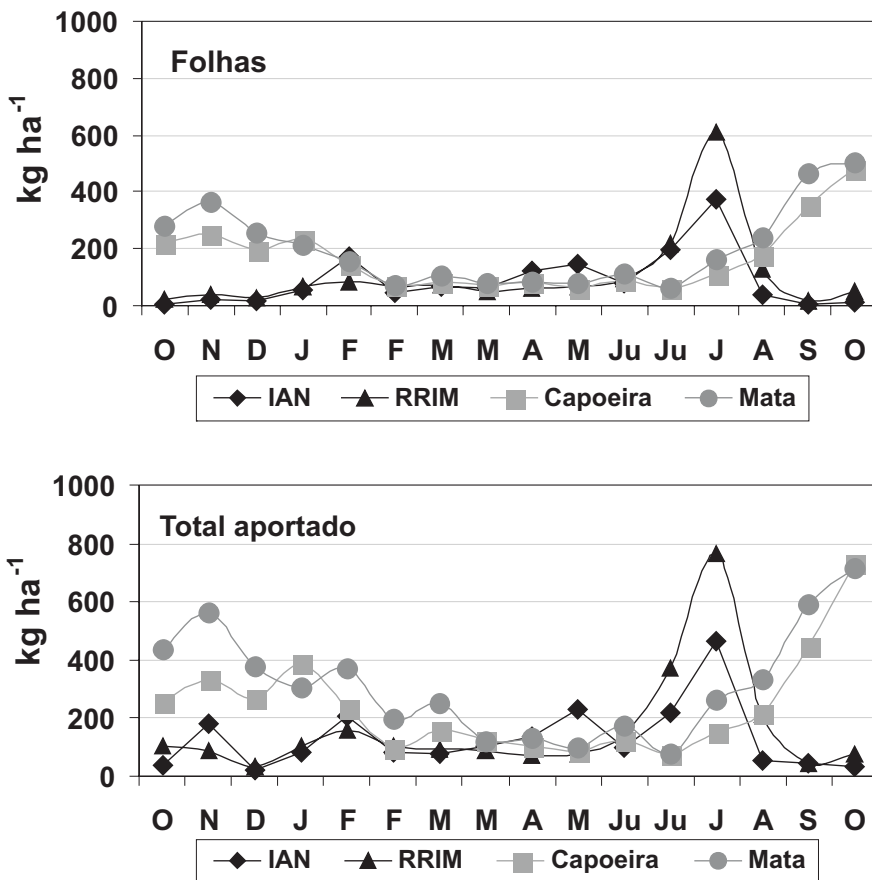 1000
Folhas
800
600
400
200
0
kg ha⁻¹
O N D J F F M M A M Ju Ju J A S O
IAN RRIM Capoeira Mata
1000
Total aportado
800
600
400
200
0
kg ha⁻¹
O N D J F F M M A M Ju Ju J A S O
IAN RRIM Capoeira Mata